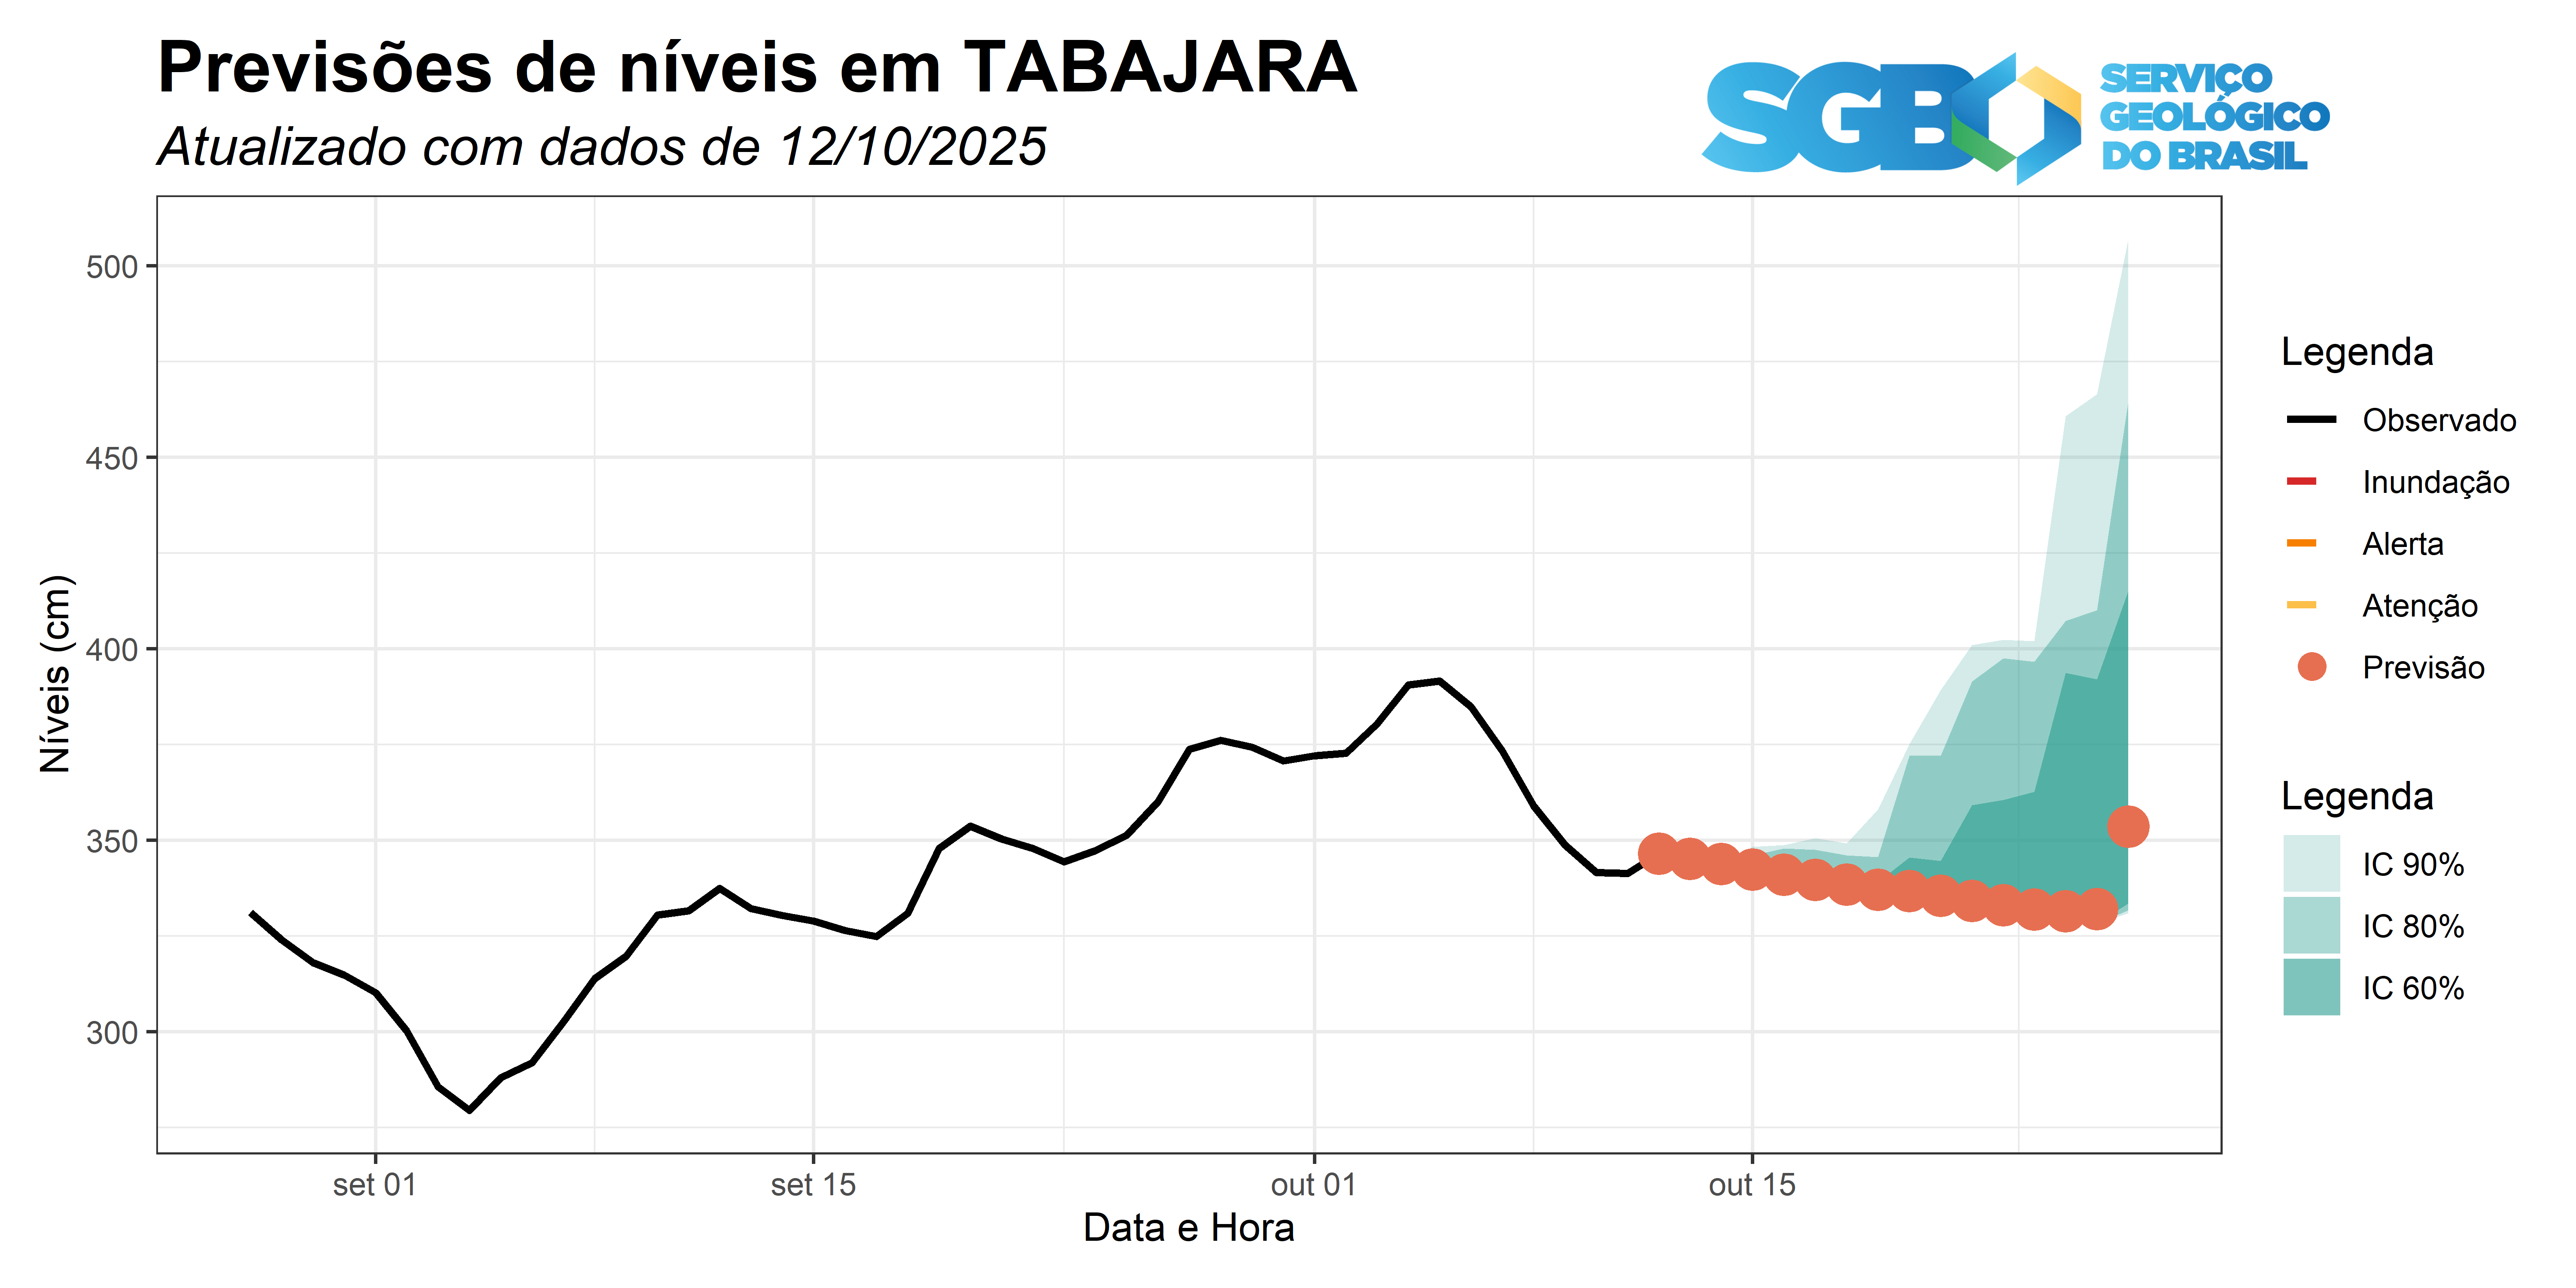 Previsões de níveis em TABAJARA
Atualizado com dados de 12/10/2025
SGB
SERVIÇO
GEOLÓGICO
DO BRASIL
500
450
400
350
300
Níveis (cm)
set 01
set 15
out 01
out 15
Data e Hora
Legenda
Observado
Inundação
Alerta
Atenção
Previsão
Legenda
IC 90%
IC 80%
IC 60%